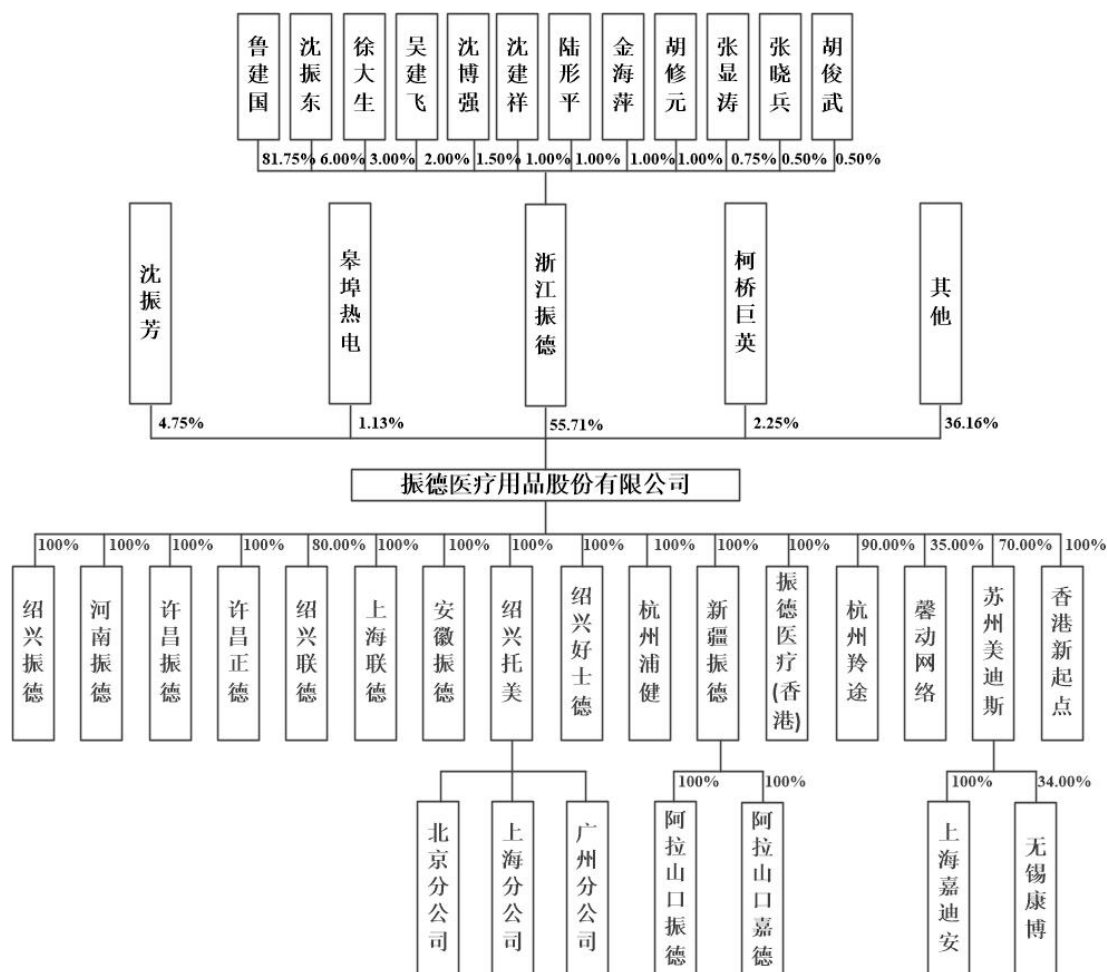 鲁建国
沈振东
徐大生
吴建飞
沈博强
沈建祥
陆形平
金海萍
胡修元
张显涛
张晓兵
胡俊武
81.75%
6.00%
3.00%
2.00%
1.50%
1.00%
1.00%
1.00%
1.00%
0.75%
0.50%
0.50%
沈振芳
皋埠热电
浙江振德
柯桥巨英
其他
4.75%
1.13%
55.71%
2.25%
36.16%
振德医疗用品股份有限公司
100%
100%
100%
100%
80.00%
100%
100%
100%
100%
100%
100%
100%
90.00%
35.00%
70.00%
100%
绍兴振德
河南振德
许昌振德
许昌正德
绍兴联德
上海联德
安徽振德
绍兴托美
绍兴好士德
杭州浦健
新疆振德
振德医疗(香港)
杭州羚途
馨动网络
苏州美迪斯
香港新起点
100%
100%
100%
34.00%
北京分公司
上海分公司
广州分公司
阿拉山口振德
阿拉山口嘉德
上海嘉迪安
无锡康博